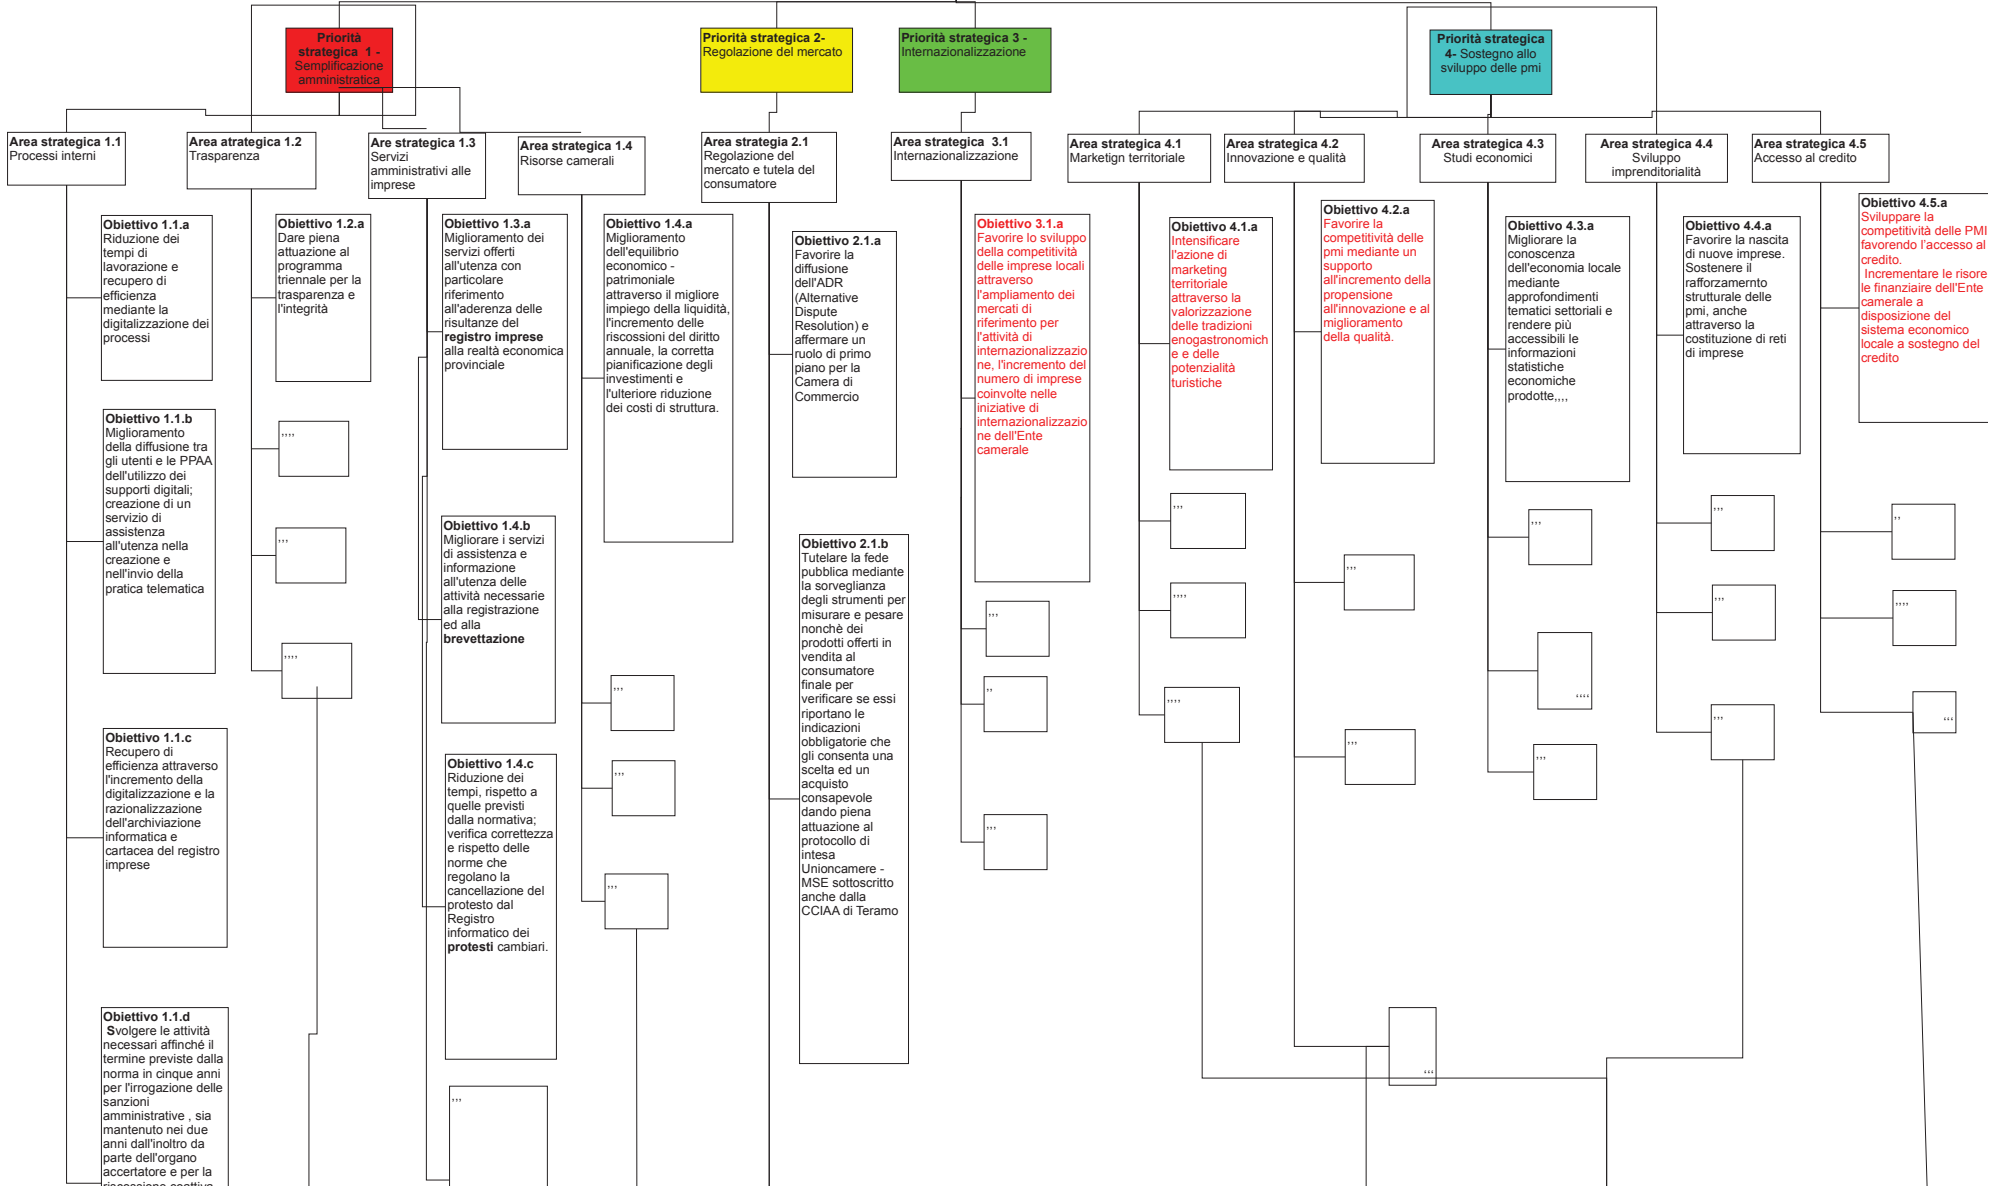 Priorità
strategica 1 -
Semplificazione
amministratica
Priorità strategica 2-
Regolazione del mercato
Priorità strategica 3 -
Internazionalizzazione
Priorità strategica
4- Sostegno allo
sviluppo delle pmi
Area strategica 1.1
Processi interni
Area atrategica 1.2
Trasparenza
Are strategica 1.3
Servizi
amministrativi alle
imprese
Area strategica 1.4
Risorse camerali
Area strategia 2.1
Regolazione del
mercato e tutela del
consumatore
Area strategica 3.1
Internazionalizzazione
Area strategica 4.1
Marketign territoriale
Area strategica 4.2
Innovazione e qualità
Area strategica 4.3
Studi economici
Area strategica 4.4
Sviluppo
imprenditorialità
Area strategica 4.5
Accesso al credito
Obiettivo 1.1.a
Riduzione dei
tempi di
lavorazione e
recupero di
efficienza
mediante la
digitalizzazione dei
processi
Obiettivo 1.1.b
Miglioramento
della diffusione tra
gli utenti e le PPAA
dell'utilizzo dei
supporti digitali;
creazione di un
servizio di
assistenza
all'utenza nella
creazione e
nell'invio della
pratica telematica
Obiettivo 1.1.c
Recupero di
efficienza attraverso
l'incremento della
digitalizzazione e la
razionalizzazione
dell'archiviazione
informatica e
cartacea del registro
imprese
Obiettivo 1.1.d
Svolgere le attività
necessari affinché il
termine previste dalla
norma in cinque anni
per l'irrogazione delle
sanzioni
amministrative , sia
mantenuto nei due
anni dall'inoltro da
parte dell'organo
accertatore e per la
riscossione coattiva
Obiettivo 1.2.a
Dare piena
attuazione al
programma
triennale per la
trasparenza e
l'integrità
,,,,
,,,
,,,,
Obiettivo 1.3.a
Miglioramento dei
servizi offerti
all'utenza con
particolare
riferimento
all'aderenza delle
risultanze del
registro imprese
alla realtà economica
provinciale
Obiettivo 1.4.b
Migliorare i servizi
di assistenza e
informazione
all'utenza delle
attività necessarie
alla registrazione
ed alla
brevettazione
Obiettivo 1.4.c
Riduzione dei
tempi, rispetto a
quelle previsti
dalla normativa;
verifica correttezza
e rispetto delle
norme che
regolano la
cancellazione del
protesto dal
Registro
informatico dei
protesti cambiari.
,,,
Obiettivo 1.4.a
Miglioramento
dell'equilibrio
economico -
patrimoniale
attraverso il migliore
impiego della liquidità,
l'incremento delle
riscossioni del diritto
annuale, la corretta
pianificazione degli
investimenti e
l'ulteriore riduzione
dei costi di struttura.
,,,
,,,
,,,
Obiettivo 2.1.a
Favorire la
diffusione
dell'ADR
(Alternative
Dispute
Resolution) e
affermare un
ruolo di primo
piano per la
Camera di
Commercio
Obiettivo 2.1.b
Tutelare la fede
pubblica mediante
la sorveglianza
degli strumenti per
misurare e pesare
nonchè dei
prodotti offerti in
vendita al
consumatore
finale per
verificare se essi
riportano le
indicazioni
obbligatorie che
gli consenta una
scelta ed un
acquisto
consapevole
dando piena
attuazione al
protocollo di
intesa
Unioncamere -
MSE sottoscritto
anche dalla
CCIAA di Teramo
Obiettivo 3.1.a
Favorire lo sviluppo
della competitività
delle imprese locali
attraverso
l'ampliamento dei
mercati di
riferimento per
l'attività di
internazionalizzazio
ne, l'incremento del
numero di imprese
coinvolte nelle
iniziative di
internazionalizzazio
ne dell'Ente
camerale
,,,
,,
,,,
Obiettivo 4.1.a
Intensificare
l'azione di
marketing
territoriale
attraverso la
valorizzazione
delle tradizioni
enogastronomich
e e delle
potenzialità
turistiche
,,,
,,,,
,,,,
Obiettivo 4.2.a
Favorire la
competitività delle
pmi mediante un
supporto
all'incremento della
propensione
all'innovazione e al
miglioramento
della qualità.
,,,
,,,
,,,
Obiettivo 4.3.a
Migliorare la
conoscenza
dell'economia locale
mediante
approfondimenti
tematici settoriali e
rendere più
accessibili le
informazioni
statistiche
economiche
prodotte,,,,
,,,
,,,,
,,,
Obiettivo 4.4.a
Favorire la nascita
di nuove imprese.
Sostenere il
rafforzamento
strutturale delle
pmi, anche
attraverso la
costituzione di reti
di imprese
,,,
,,,
,,,
Obiettivo 4.5.a
Sviluppare la
competitività delle PMI
favorendo l'accesso al
credito.
Incrementare le risore
le finanziaire dell'Ente
camerale a
disposizione del
sistema economico
locale a sostegno del
credito
,,
,,,,
,,,